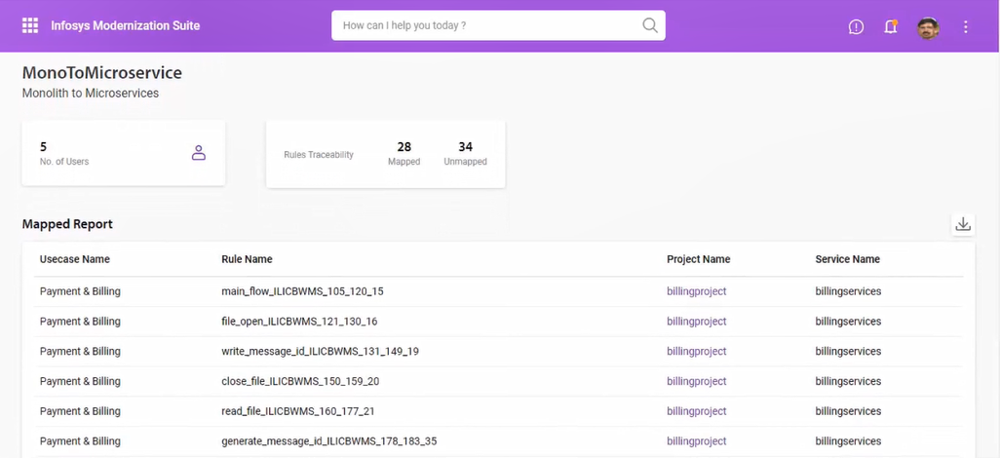 Infosys Modernization Suite
How can I help you today ?
MonoToMicroservice
Monolith to Microservices
5
No. of Users
Rules Traceability
28
Mapped
34
Unmapped
Mapped Report
Usecase Name Rule Name Project Name Service Name
Payment & Billing main_flow_ILICBWMS_105_120_15 billingproject billingservices
Payment & Billing file_open_ILICBWMS_121_130_16 billingproject billingservices
Payment & Billing write_message_id_ILICBWMS_131_149_19 billingproject billingservices
Payment & Billing close_file_ILICBWMS_150_159_20 billingproject billingservices
Payment & Billing read_file_ILICBWMS_160_177_21 billingproject billingservices
Payment & Billing generate_message_id_ILICBWMS_178_183_35 billingproject billingservices